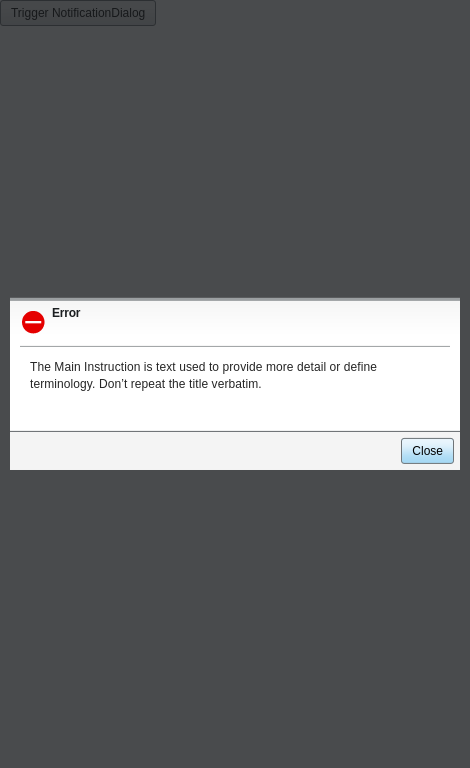 Trigger NotificationDialog
Error
The Main Instruction is text used to provide more detail or define
terminology. Don’t repeat the title verbatim.
Close